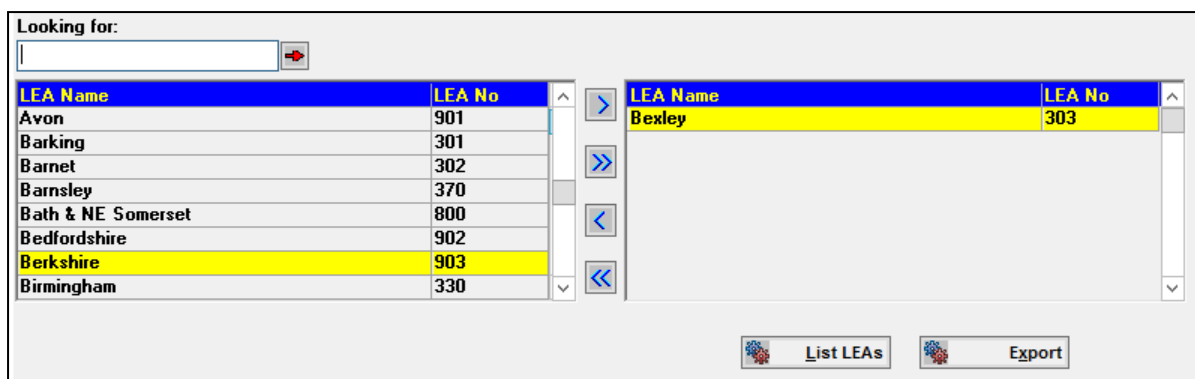 Looking for:
LEA Name LEA No
Avon 901
Barking 301
Barnet 302
Barnsley 370
Bath & NE Somerset 800
Bedfordshire 902
Berkshire 903
Birmingham 330
LEA Name LEA No
Bexley 303
List LEAs
Export